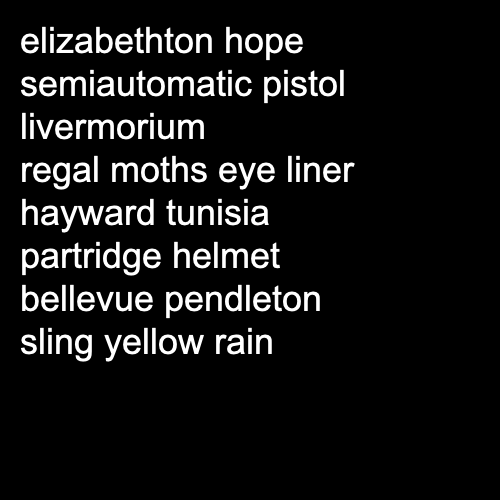 elizabethton hope
semiautomatic pistol
livermorium
regal moths eye liner
hayward tunisia
partridge helmet
bellevue pendleton
sling yellow rain